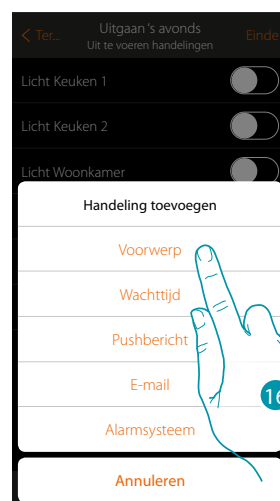 < Ter... Uitgaan 's avonds Einde
Uit te voeren handelingen
Licht Keuken 1
Licht Keuken 2
Licht Woonkamer
Handeling toevoegen
Voorwerp
Wachttijd
Pushbericht
E-mail
16
Alarmsysteem
Annuleren